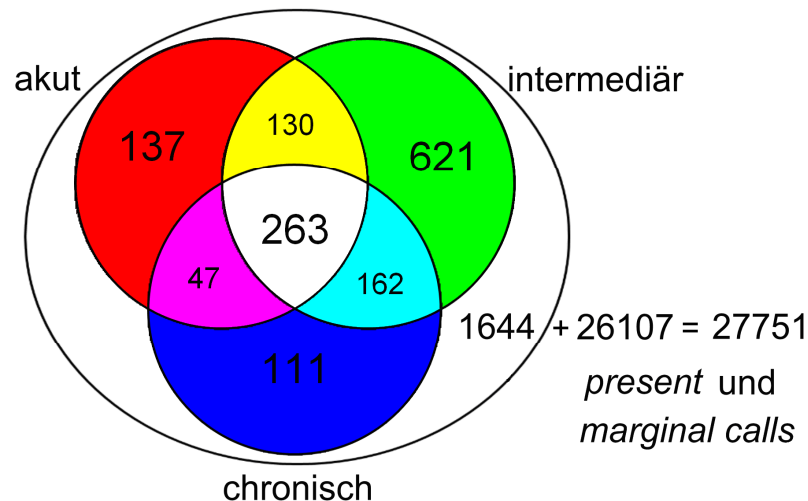 akut
intermediär
137
130
621
263
47
162
111
1644 + 26107 = 27751
present und
marginal calls
chronisch